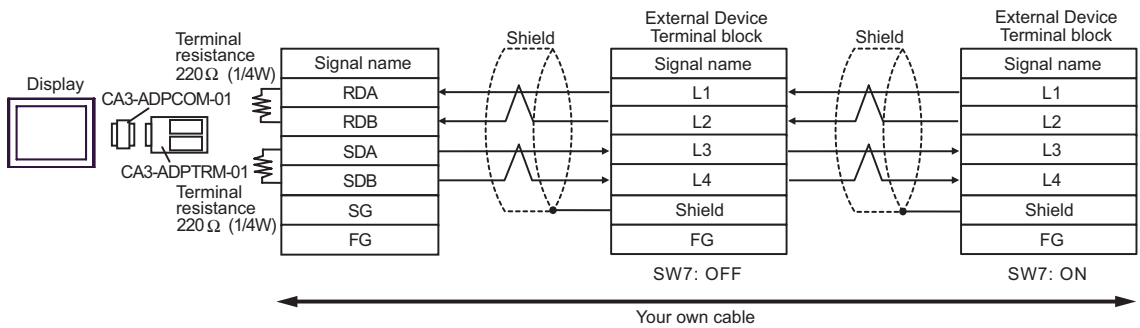 Display
CA3-ADPCOM-01
CA3-ADPTRM-01
Terminal
resistance
220Ω (1/4W)
Terminal
resistance
220Ω (1/4W)
Signal name
RDA
RDB
SDA
SDB
SG
FG
Shield
External Device
Terminal block
Signal name
L1
L2
L3
L4
Shield
FG
SW7: OFF
Shield
External Device
Terminal block
Signal name
L1
L2
L3
L4
Shield
FG
SW7: ON
Your own cable